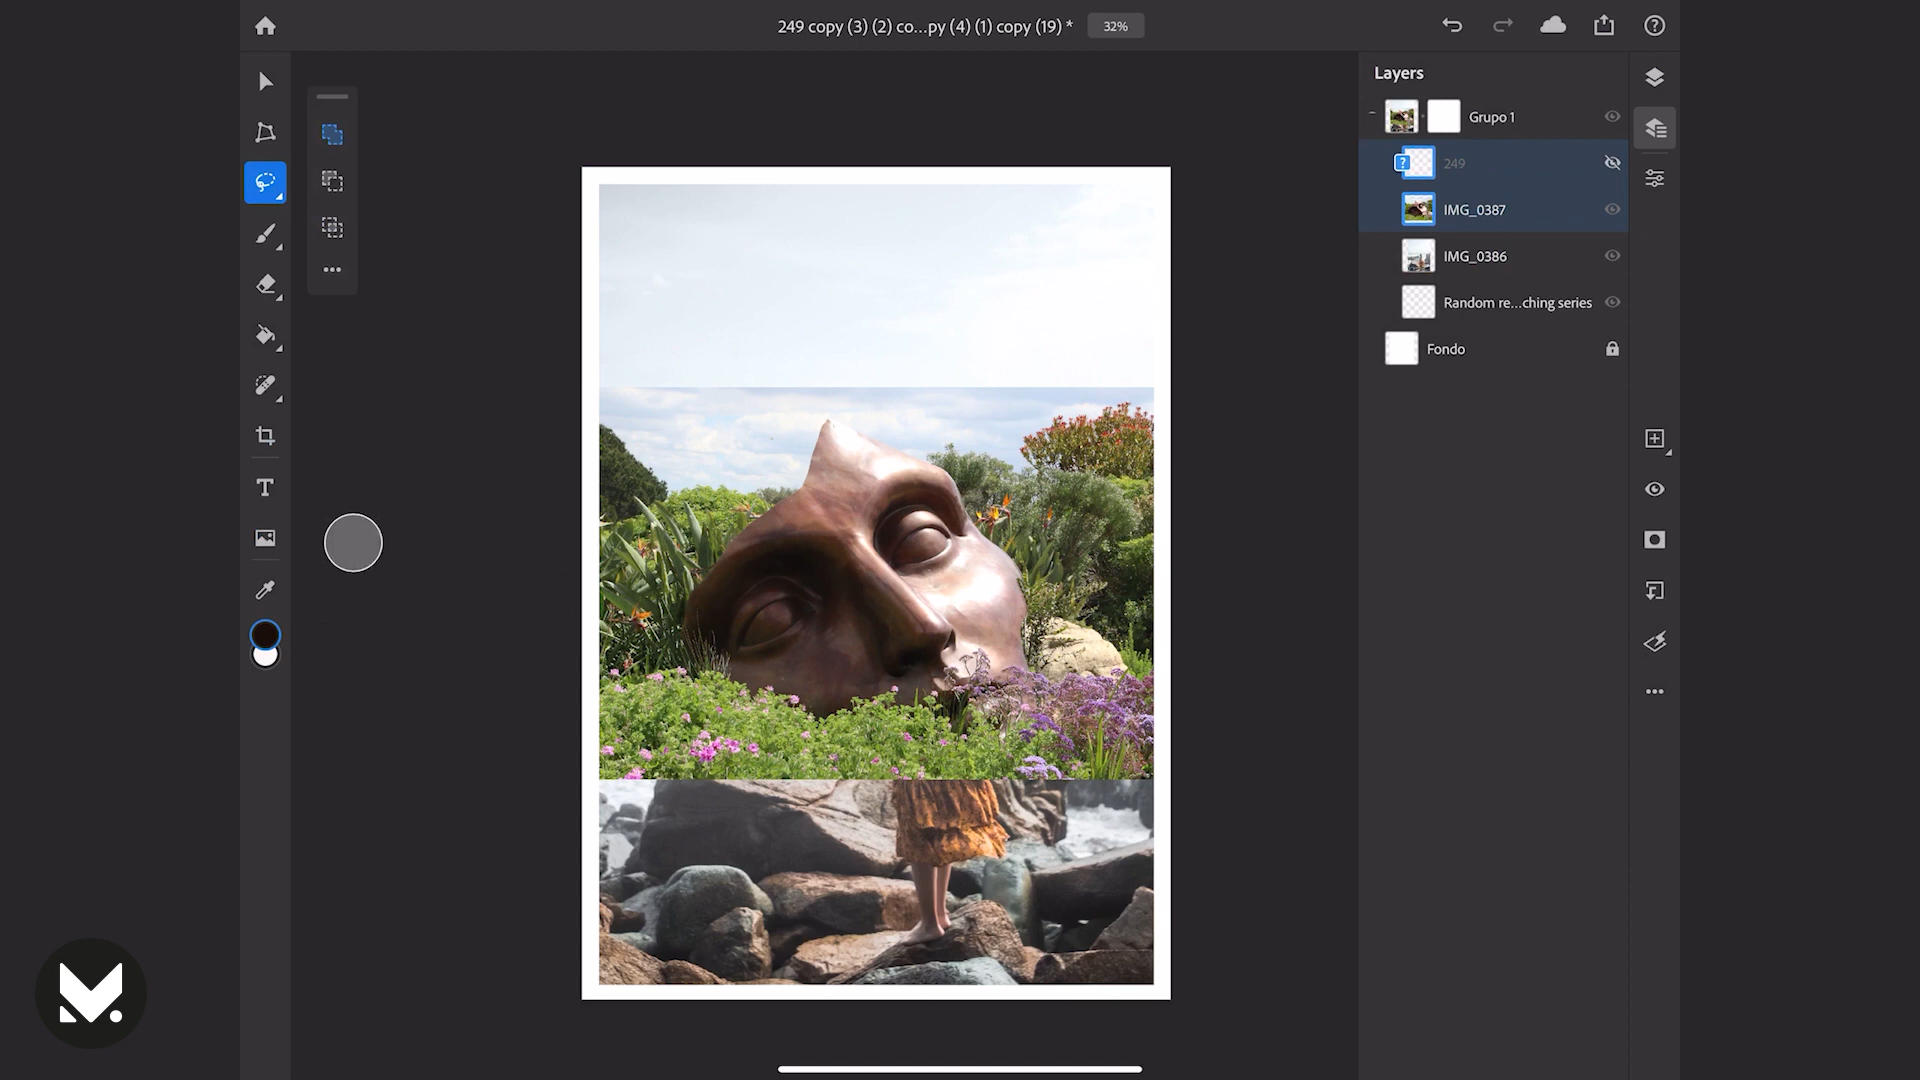 249 copy (3) (2) co...py (4) (1) copy (19) *
32%
Layers
Grupo 1
249
IMG_0387
IMG_0386
Random re...ching series
Fondo